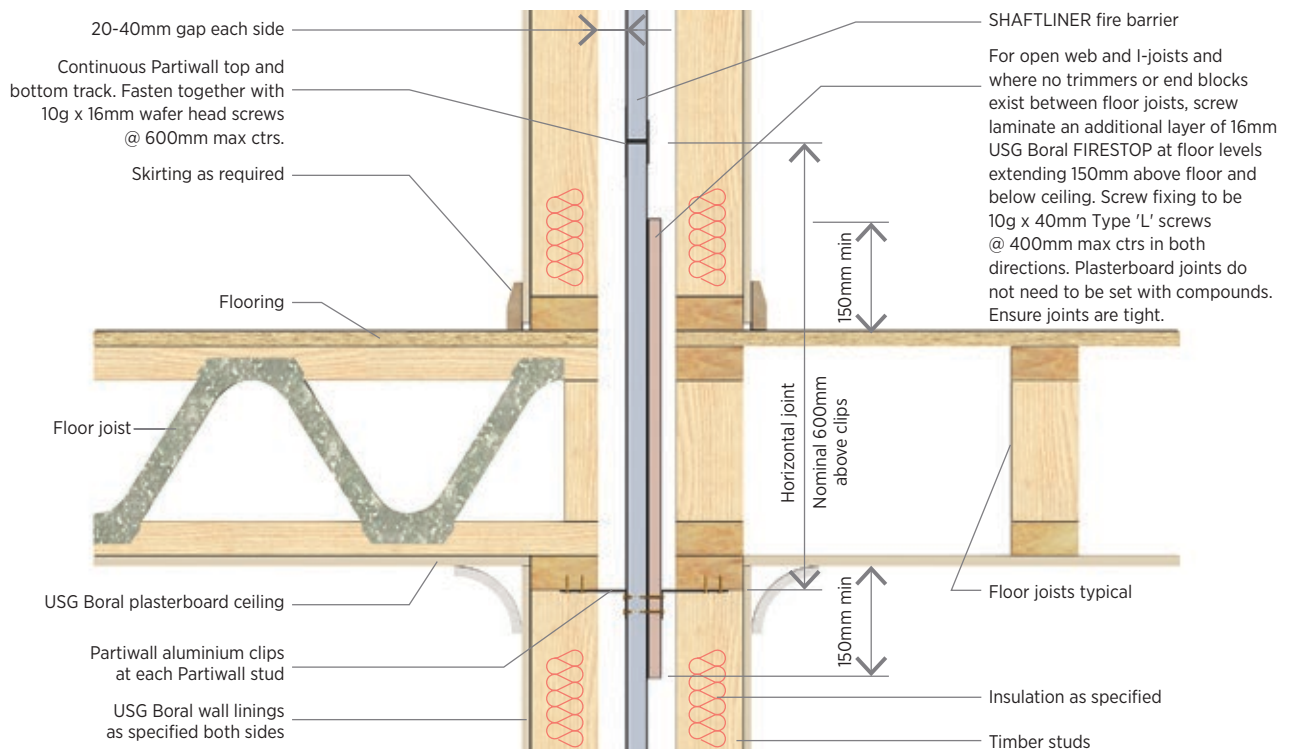 20-40mm gap each side
Continuous Partiwall top and
bottom track. Fasten together with
10g x 16mm wafer head screws
@ 600mm max ctrs.
Skirting as required
Flooring
Floor joist
USG Boral plasterboard ceiling
Partiwall aluminium clips
at each Partiwall stud
USG Boral wall linings
as specified both sides
Horizontal joint
Nominal 600mm
above clips
150mm min
150mm min
SHAFTLINER fire barrier
For open web and I-joists and
where no trimmers or end blocks
exist between floor joists, screw
laminate an additional layer of 16mm
USG Boral FIRESTOP at floor levels
extending 150mm above floor and
below ceiling. Screw fixing to be
10g x 40mm Type 'L' screws
@ 400mm max ctrs in both
directions. Plasterboard joints do
not need to be set with compounds.
Ensure joints are tight.
Floor joists typical
Insulation as specified
Timber studs